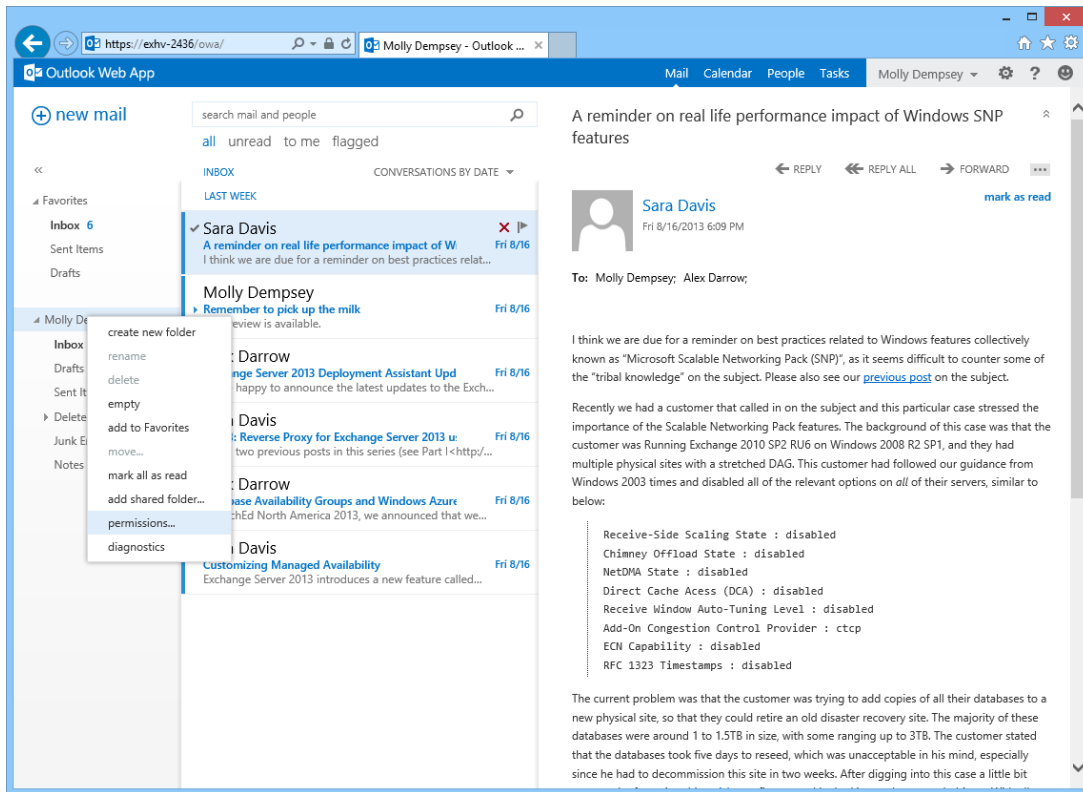 https://exhv-2436/owa/
Molly Dempsey - Outlook ...
Outlook Web App
Mail Calendar People Tasks Molly Dempsey
new mail
search mail and people
all unread to me flagged
INBOX CONVERSATIONS BY DATE
LAST WEEK
Favorites
Inbox 6
Sent Items
Drafts
Molly De
Inbox
Drafts
Sent It
Delete
Junk E
Notes
create new folder
rename
delete
empty
add to Favorites
move...
mark all as read
add shared folder...
permissions...
diagnostics
Sara Davis
A reminder on real life performance impact of W Fri 8/16
I think we are due for a reminder on best practices relat...
Molly Dempsey
Remember to pick up the milk Fri 8/16
review is available.
Darrow
nge Server 2013 Deployment Assistant Upd Fri 8/16
happy to announce the latest updates to the Exch...
Davis
: Reverse Proxy for Exchange Server 2013 u: Fri 8/16
two previous posts in this series (see Part I<http:/...
Darrow
base Availability Groups and Windows Azure Fri 8/16
chEd North America 2013, we announced that we...
Davis
Customizing Managed Availability Fri 8/16
Exchange Server 2013 introduces a new feature called...
A reminder on real life performance impact of Windows SNP
features
REPLY REPLY ALL FORWARD ...
mark as read
Sara Davis
Fri 8/16/2013 6:09 PM
To: Molly Dempsey; Alex Darrow;
I think we are due for a reminder on best practices related to Windows features collectively
known as “Microsoft Scalable Networking Pack (SNP)”, as it seems difficult to counter some of
the “tribal knowledge” on the subject. Please also see our previous post on the subject.
Recently we had a customer that called in on the subject and this particular case stressed the
importance of the Scalable Networking Pack features. The background of this case was that the
customer was Running Exchange 2010 SP2 RU6 on Windows 2008 R2 SP1, and they had
multiple physical sites with a stretched DAG. This customer had followed our guidance from
Windows 2003 times and disabled all of the relevant options on all of their servers, similar to
below:
Receive-Side Scaling State : disabled
Chimney Offload State : disabled
NetDMA State : disabled
Direct Cache Acess (DCA) : disabled
Receive Window Auto-Tuning Level : disabled
Add-On Congestion Control Provider : ctcp
ECN Capability : disabled
RFC 1323 Timestamps : disabled
The current problem was that the customer was trying to add copies of all their databases to a
new physical site, so that they could retire an old disaster recovery site. The majority of these
databases were around 1 to 1.5TB in size, with some ranging up to 3TB. The customer stated
that the databases took five days to reseed, which was unacceptable in his mind, especially
since he had to decommission this site in two weeks. After digging into this case a little bit